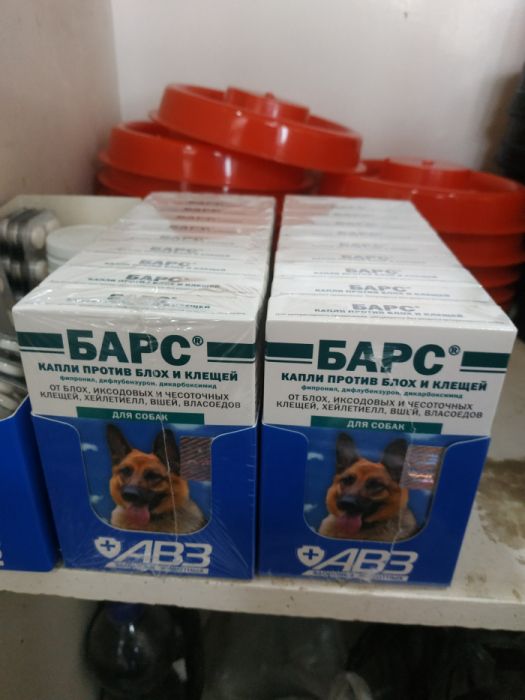 БАРС®
КАПЛИ ПРОТИВ БЛОХ И КЛЕЩЕЙ
фипронил, дифлубензурон, дикарбоксимид
ОТ БЛОХ, ИКСОДОВЫХ И ЧЕСОТОЧНЫХ
КЛЕЩЕЙ, ХЕЙЛЕТИЕЛЛ, ВШЕЙ, ВЛАСОЕДОВ
ДЛЯ СОБАК
АВЗ
БАРС®
КАПЛИ ПРОТИВ БЛОХ И КЛЕЩЕЙ
фипронил, дифлубензурон, дикарбоксимид
ОТ БЛОХ, ИКСОДОВЫХ И ЧЕСОТОЧНЫХ
КЛЕЩЕЙ, ХЕЙЛЕТИЕЛЛ, ВШЕЙ, ВЛАСОЕДОВ
ДЛЯ СОБАК
АВЗ